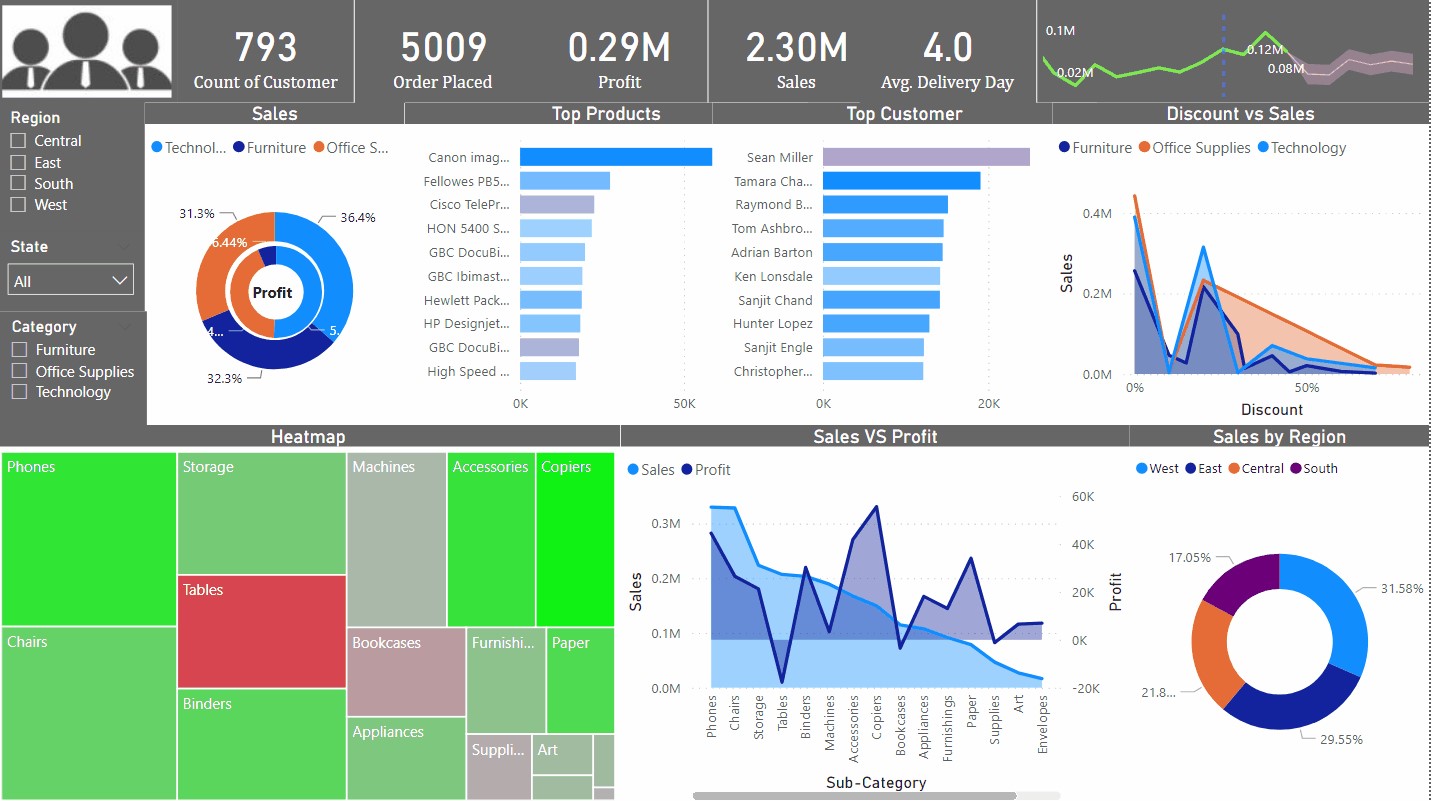 793
Count of Customer
5009
Order Placed
0.29M
Profit
2.30M
Sales
4.0
Avg. Delivery Day
0.1M
0.02M
0.12M
0.08M
Region
Central
East
South
West
State
All
Category
Furniture
Office Supplies
Technology
Sales
Technol... Furniture Office S...
31.3%
36.4%
6.44%
Profit
4...
5.
32.3%
Top Products
Canon imag...
Fellowes PB5...
Cisco TelePr...
HON 5400 S...
GBC DocuBi...
GBC Ibimast...
Hewlett Pack...
HP Designjet...
GBC DocuBi...
High Speed ...
0K 50K
Top Customer
Sean Miller
Tamara Cha...
Raymond B...
Tom Ashbro...
Adrian Barton
Ken Lonsdale
Sanjit Chand
Hunter Lopez
Sanjit Engle
Christopher...
0K 20K
Discount vs Sales
Furniture Office Supplies Technology
0.4M
0.2M
0.0M
Sales
0% 50%
Discount
Heatmap
Phones
Storage
Machines
Accessories
Copiers
Tables
Chairs
Bookcases
Furnishi...
Paper
Binders
Appliances
Suppli...
Art
Sales VS Profit
Sales Profit
0.3M
0.2M
0.1M
0.0M
Sales
60K
40K
20K
0K
-20K
Profit
Phones
Chairs
Storage
Tables
Binders
Machines
Accessories
Copiers
Bookcases
Appliances
Furnishings
Paper
Supplies
Art
Envelopes
Sub-Category
Sales by Region
West East Central South
17.05%
31.58%
21.8...
29.55%